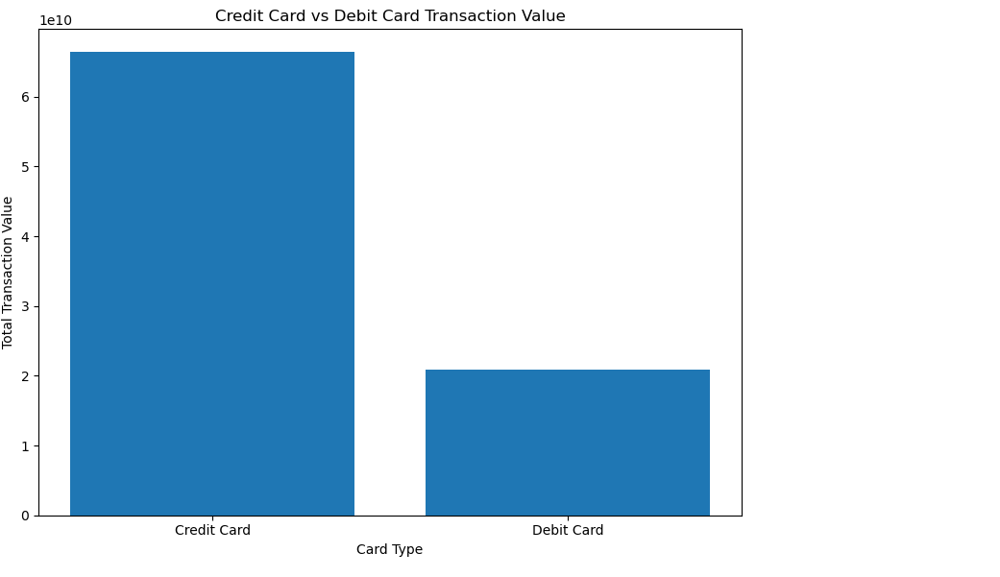 Credit Card vs Debit Card Transaction Value
1e10
6
5
4
3
2
1
0
Total Transaction Value
Credit Card
Debit Card
Card Type